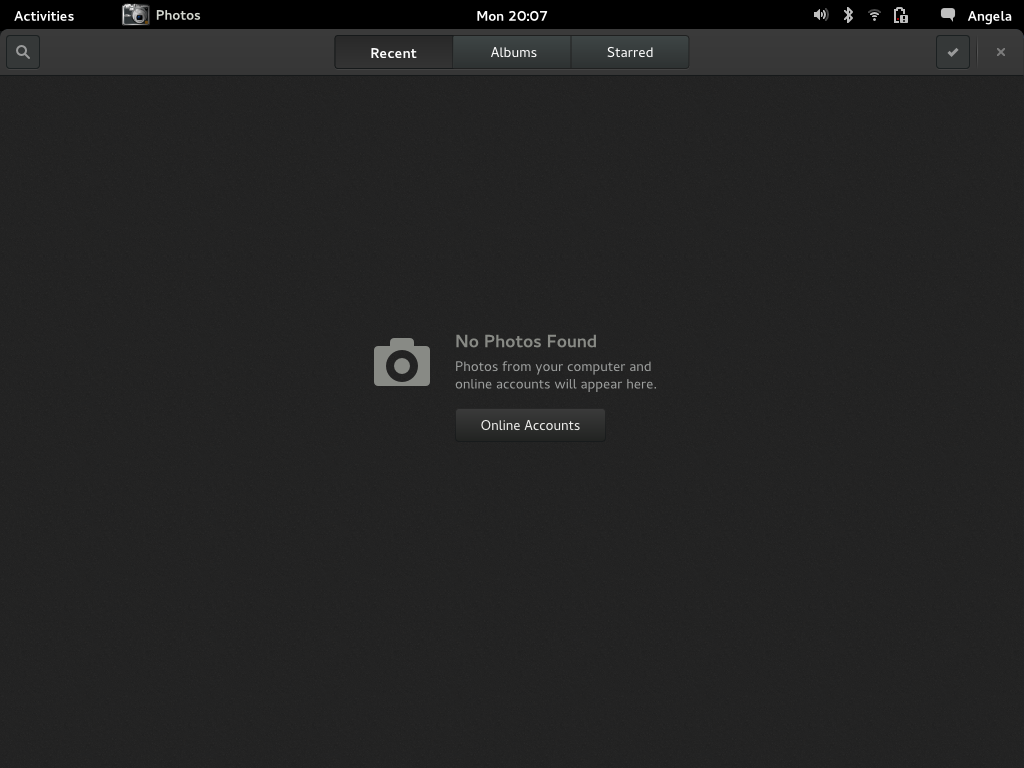 Activities
Photos
Mon 20:07
Angela
Recent
Albums
Starred
No Photos Found
Photos from your computer and
online accounts will appear here.
Online Accounts